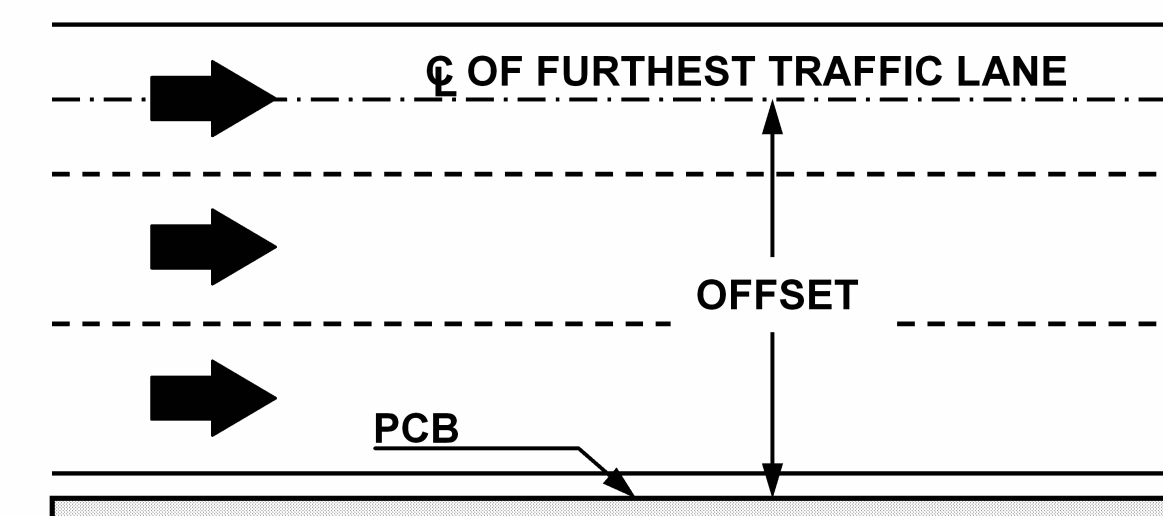 ℄ OF FURTHEST TRAFFIC LANE
OFFSET
PCB